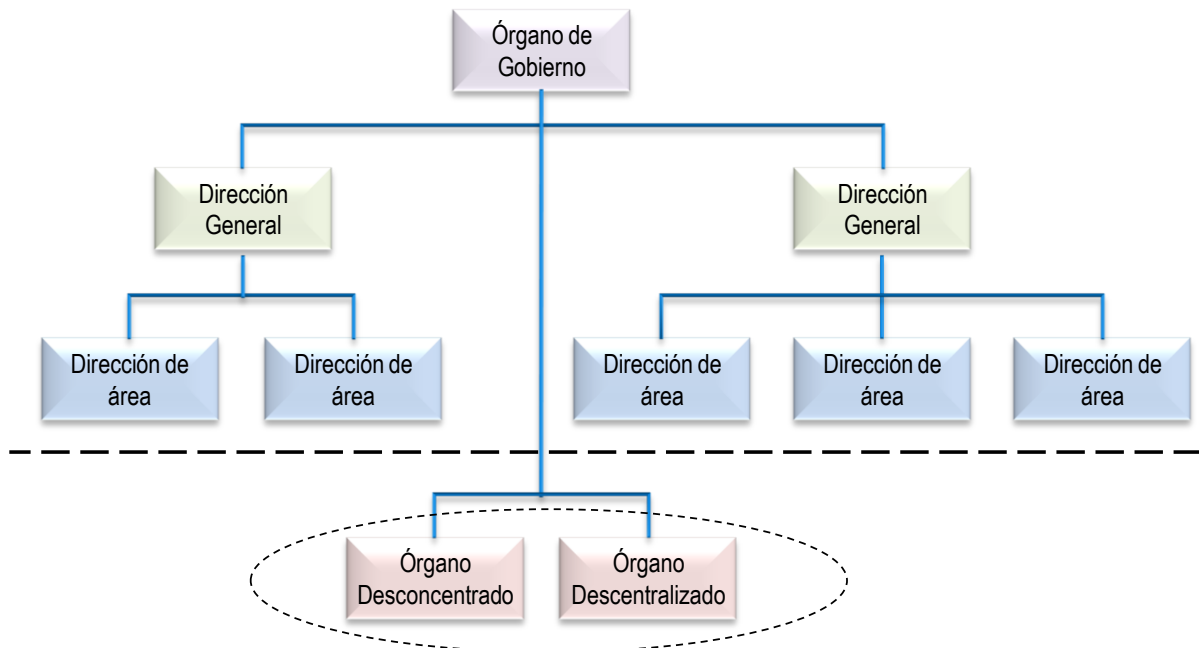 Órgano de
Gobierno
Dirección
General
Dirección
General
Dirección de
área
Dirección de
área
Dirección de
área
Dirección de
área
Dirección de
área
Órgano
Desconcentrado
Órgano
Descentralizado